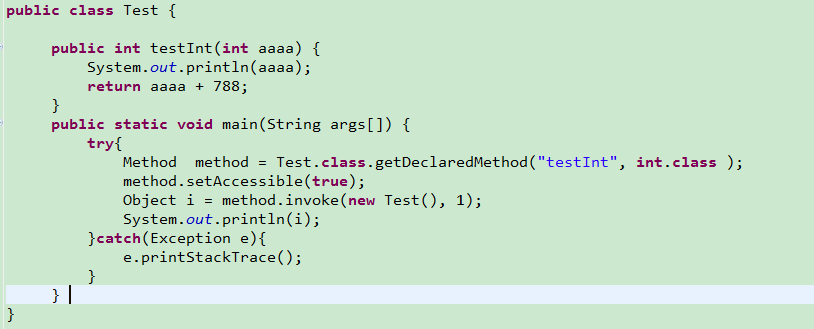 public class Test {
public int testInt(int aaaa) {
System.out.println(aaaa);
return aaaa + 788;
}
public static void main(String args[]) {
try{
Method  method = Test.class.getDeclaredMethod("testInt", int.class );
method.setAccessible(true);
Object i = method.invoke(new Test(), 1);
System.out.println(i);
}catch(Exception e){
e.printStackTrace();
}
}
}